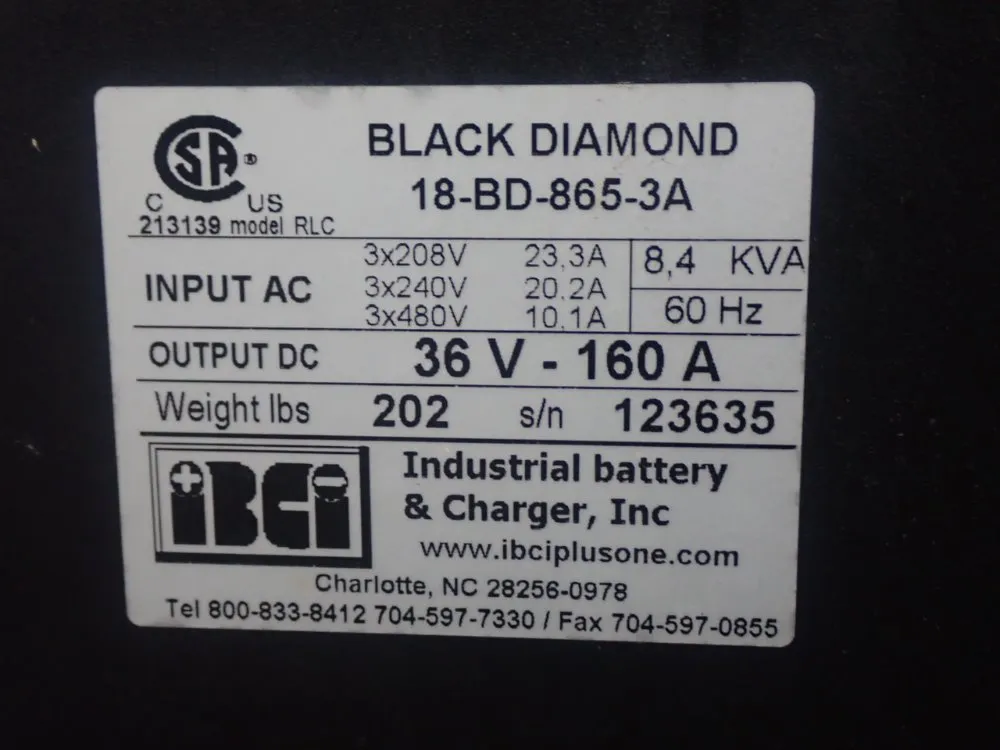 CSA®
C US
213139 model RLC
BLACK DIAMOND
18-BD-865-3A
INPUT AC
3x208V 23,3A
3x240V 20,2A
3x480V 10,1A
8,4 KVA
60 Hz
OUTPUT DC 36 V - 160 A
Weight lbs 202 s/n 123635
iBCi
Industrial battery
& Charger, Inc
www.ibciplusone.com
Charlotte, NC 28256-0978
Tel 800-833-8412 704-597-7330 / Fax 704-597-0855